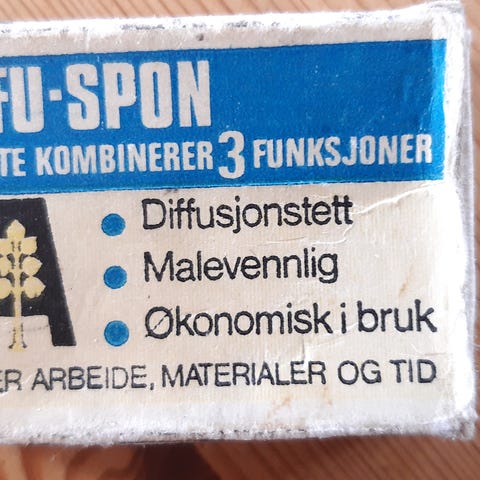 FU-SPON
TE KOMBINERER 3 FUNKSJONER
Diffusjonstett
Malevennlig
Økonomisk i bruk
ER ARBEIDE, MATERIALER OG TID